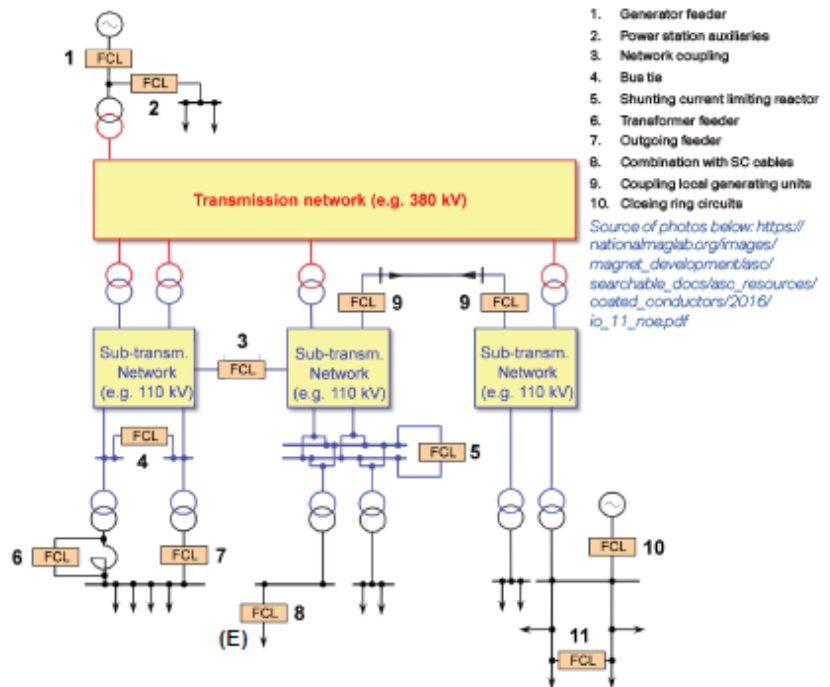 1. Generator feeder
2. Power station auxiliaries
3. Network coupling
4. Bus tie
5. Shunting current limiting reactor
6. Transformer feeder
7. Outgoing feeder
8. Combination with SC cables
9. Coupling local generating units
10. Closing ring circuits
Source of photos below: https://
nationalmaglab.org/images/
magnet_development/asc/
searchable_docs/asc_resources/
coated_conductors/2016/
io_11_noe.pdf
1 FCL
FCL
2
Transmission network (e.g. 380 kV)
FCL 9
9 FCL
3
FCL
Sub-transm.
Network
(e.g. 110 kV)
Sub-transm.
Network
(e.g. 110 kV)
Sub-transm.
Network
(e.g. 110 kV)
FCL
4
FCL 5
6 FCL
FCL 7
FCL 8
(E)
FCL 10
11
FCL